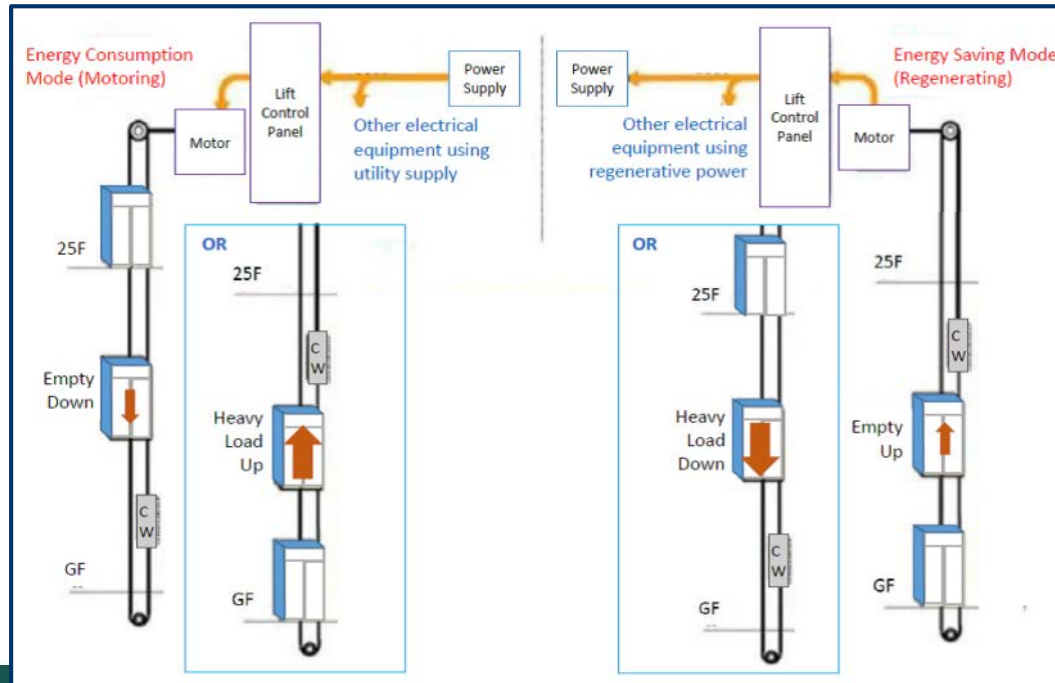 Energy Consumption
Mode (Motoring)
Motor
Lift
Control
Panel
Power
Supply
Other electrical
equipment using
utility supply
25F
Empty
Down
C
W
GF
OR
25F
C
W
Heavy
Load
Up
GF
Power
Supply
Lift
Control
Panel
Motor
Energy Saving Mode
(Regenerating)
Other electrical
equipment using
regenerative power
OR
25F
Heavy
Load
Down
C
W
GF
25F
C
W
Empty
Up
GF